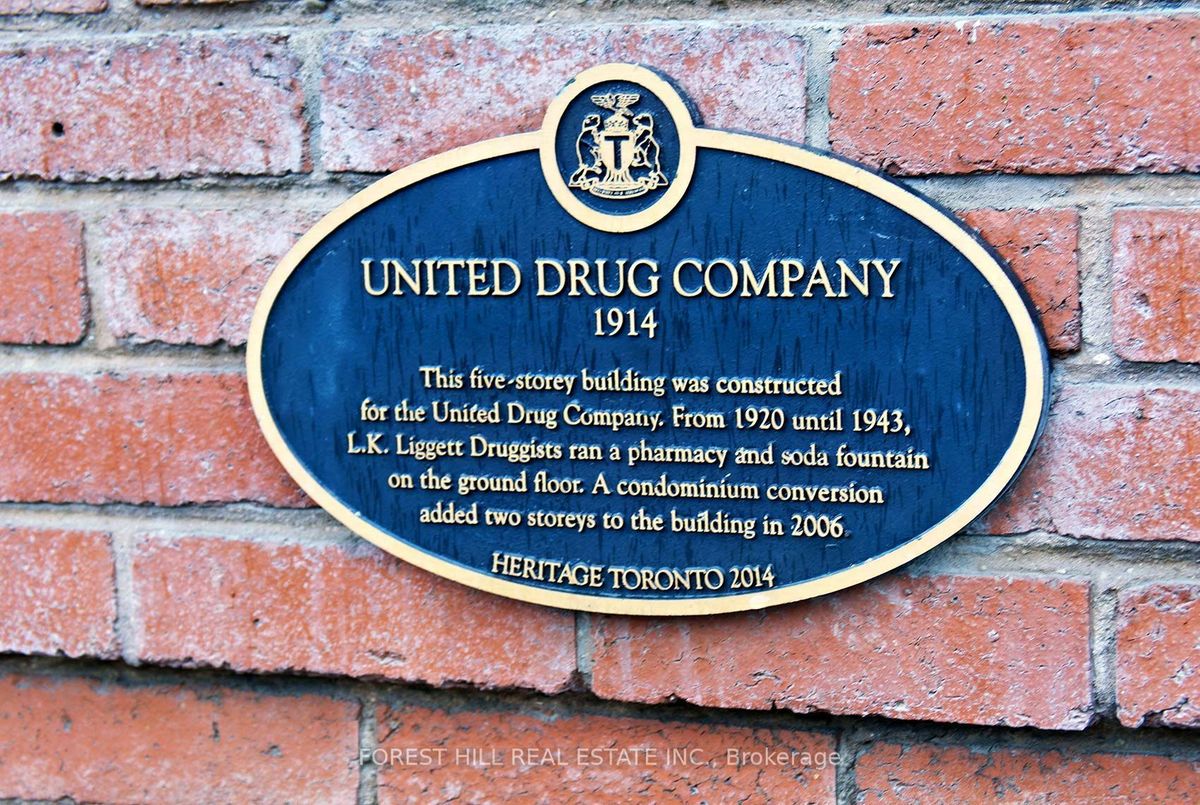 T
UNITED DRUG COMPANY
1914
This five-storey building was constructed
for the United Drug Company. From 1920 until 1943,
L.K. Liggett Druggists ran a pharmacy and soda fountain
on the ground floor. A condominium conversion
added two storeys to the building in 2006.
HERITAGE TORONTO 2014
FOREST HILL REAL ESTATE INC., Brokerage